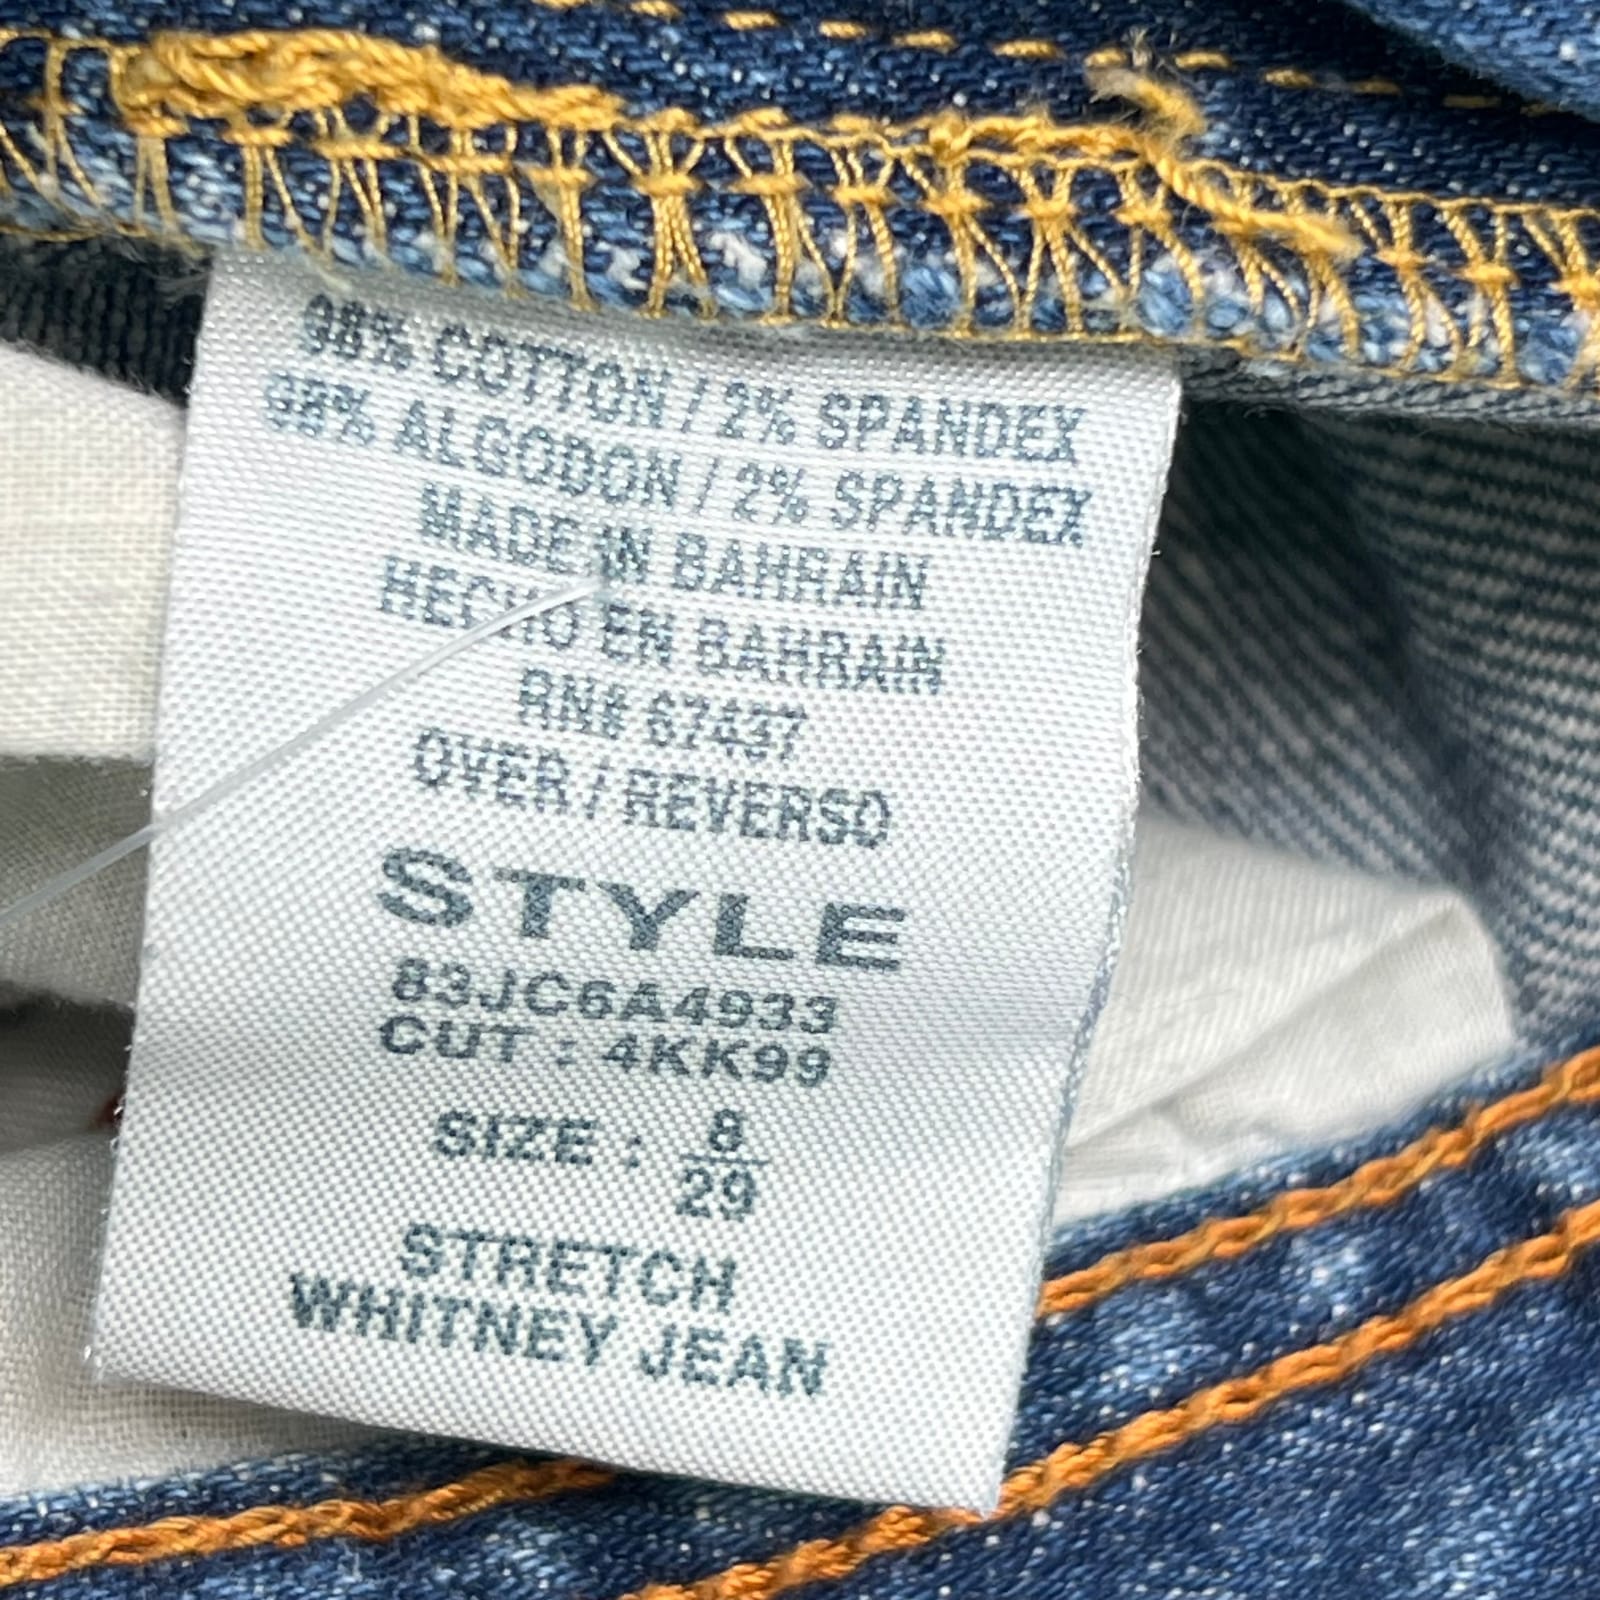 98% COTTON / 2% SPANDEX
98% ALGODON / 2% SPANDEX
MADE IN BAHRAIN
HECHO EN BAHRAIN
RN# 67437
OVER / REVERSO
STYLE
83JC6A4933
CUT : 4KK99
SIZE : 8
29
STRETCH
WHITNEY JEAN